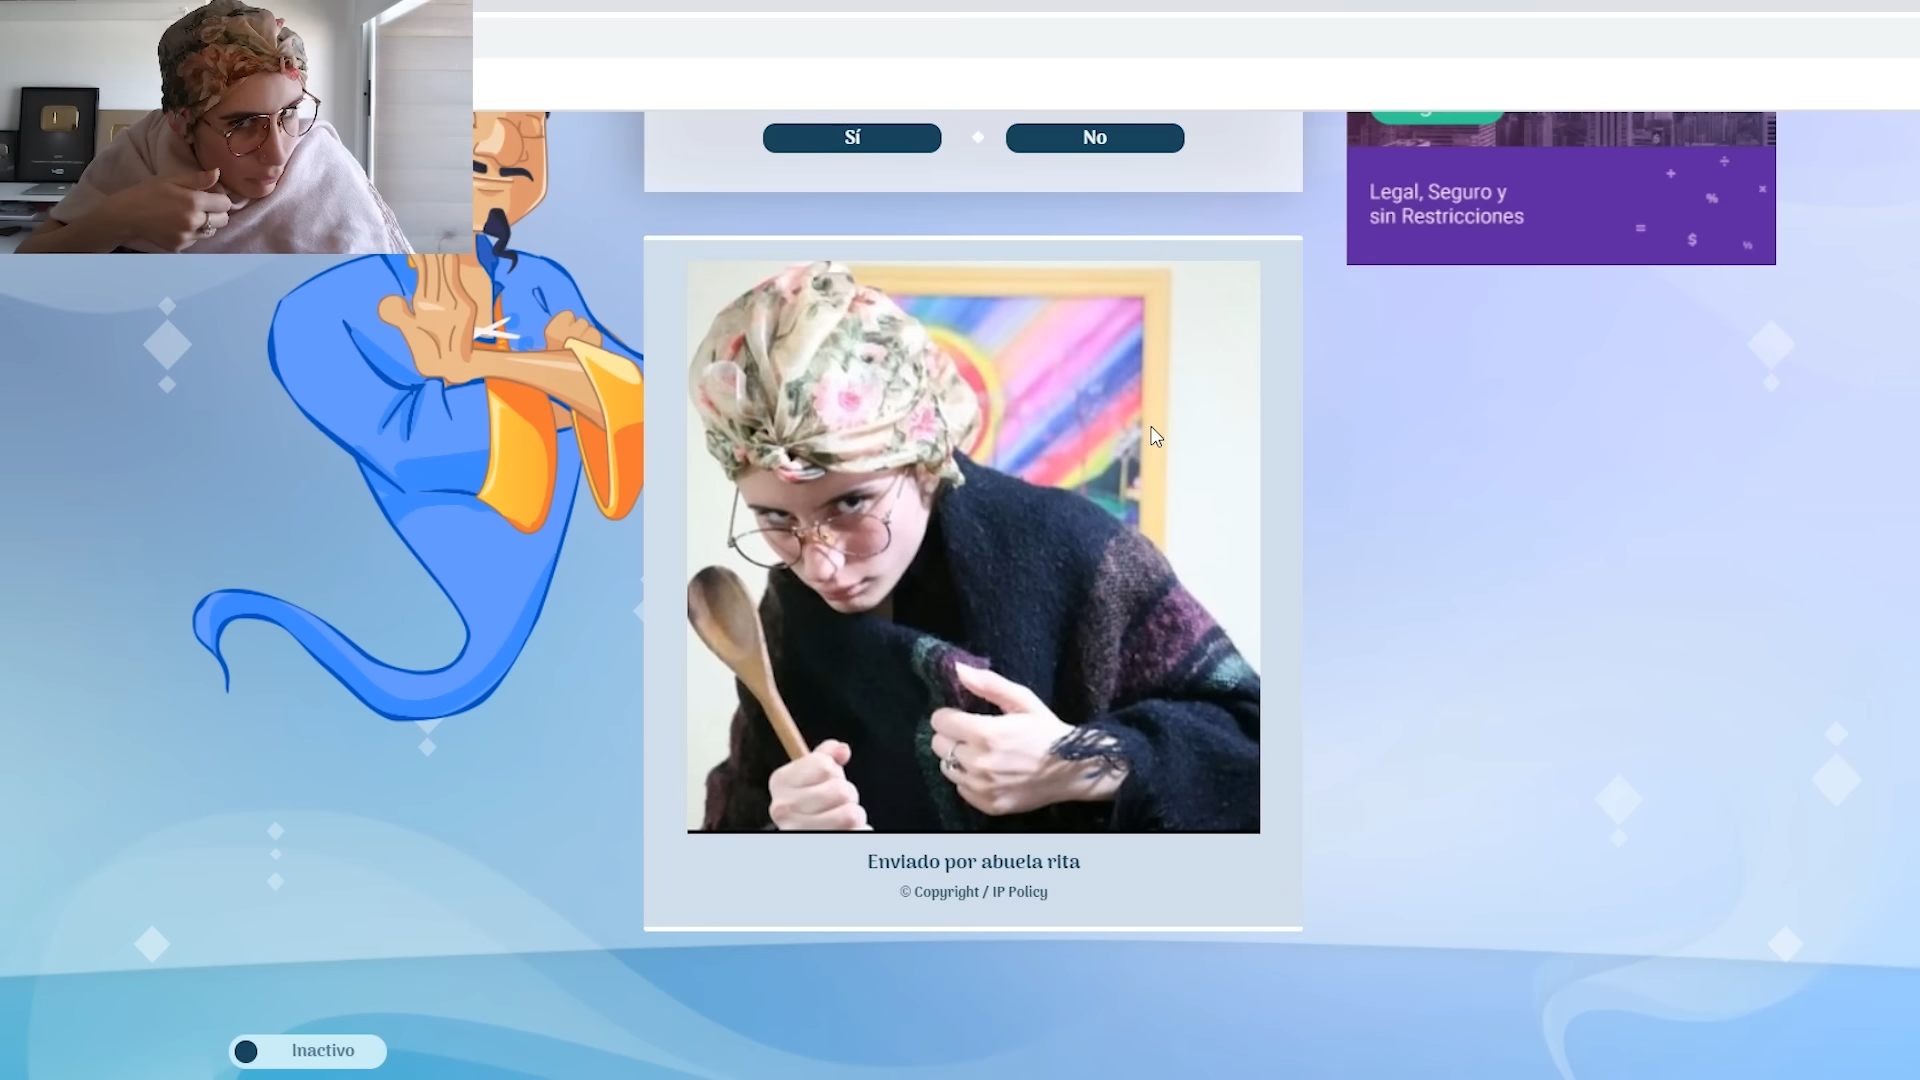 Sí
No
Legal, Seguro y
sin Restricciones
Enviado por abuela rita
© Copyright / IP Policy
Inactivo